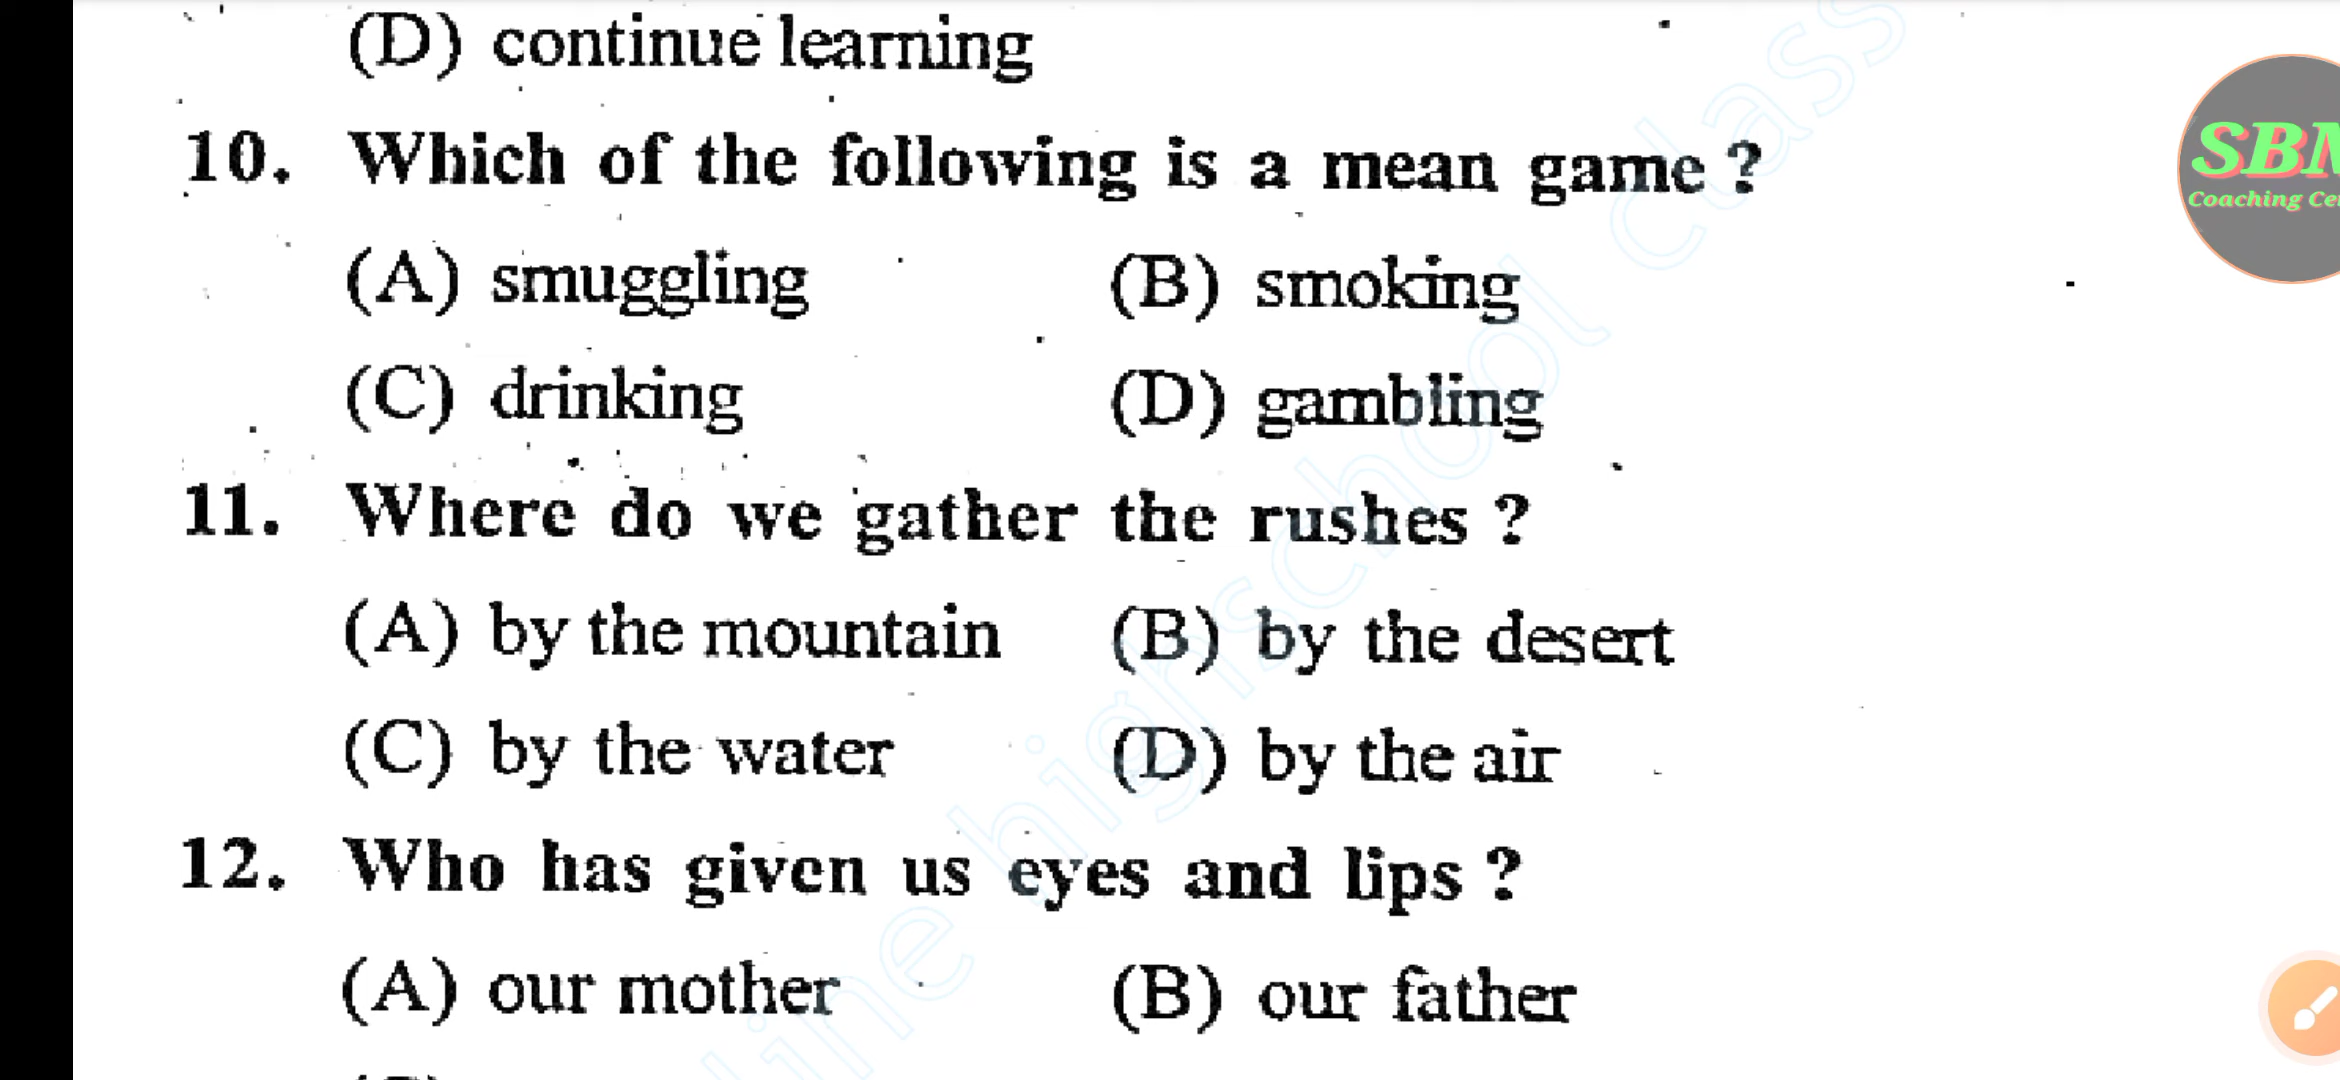 (D) continue learning
10. Which of the following is a mean game ?
(A) smuggling (B) smoking
(C) drinking (D) gambling
11. Where do we gather the rushes ?
(A) by the mountain (B) by the desert
(C) by the water (D) by the air
12. Who has given us eyes and lips ?
(A) our mother (B) our father
SBM
Coaching
highschool class